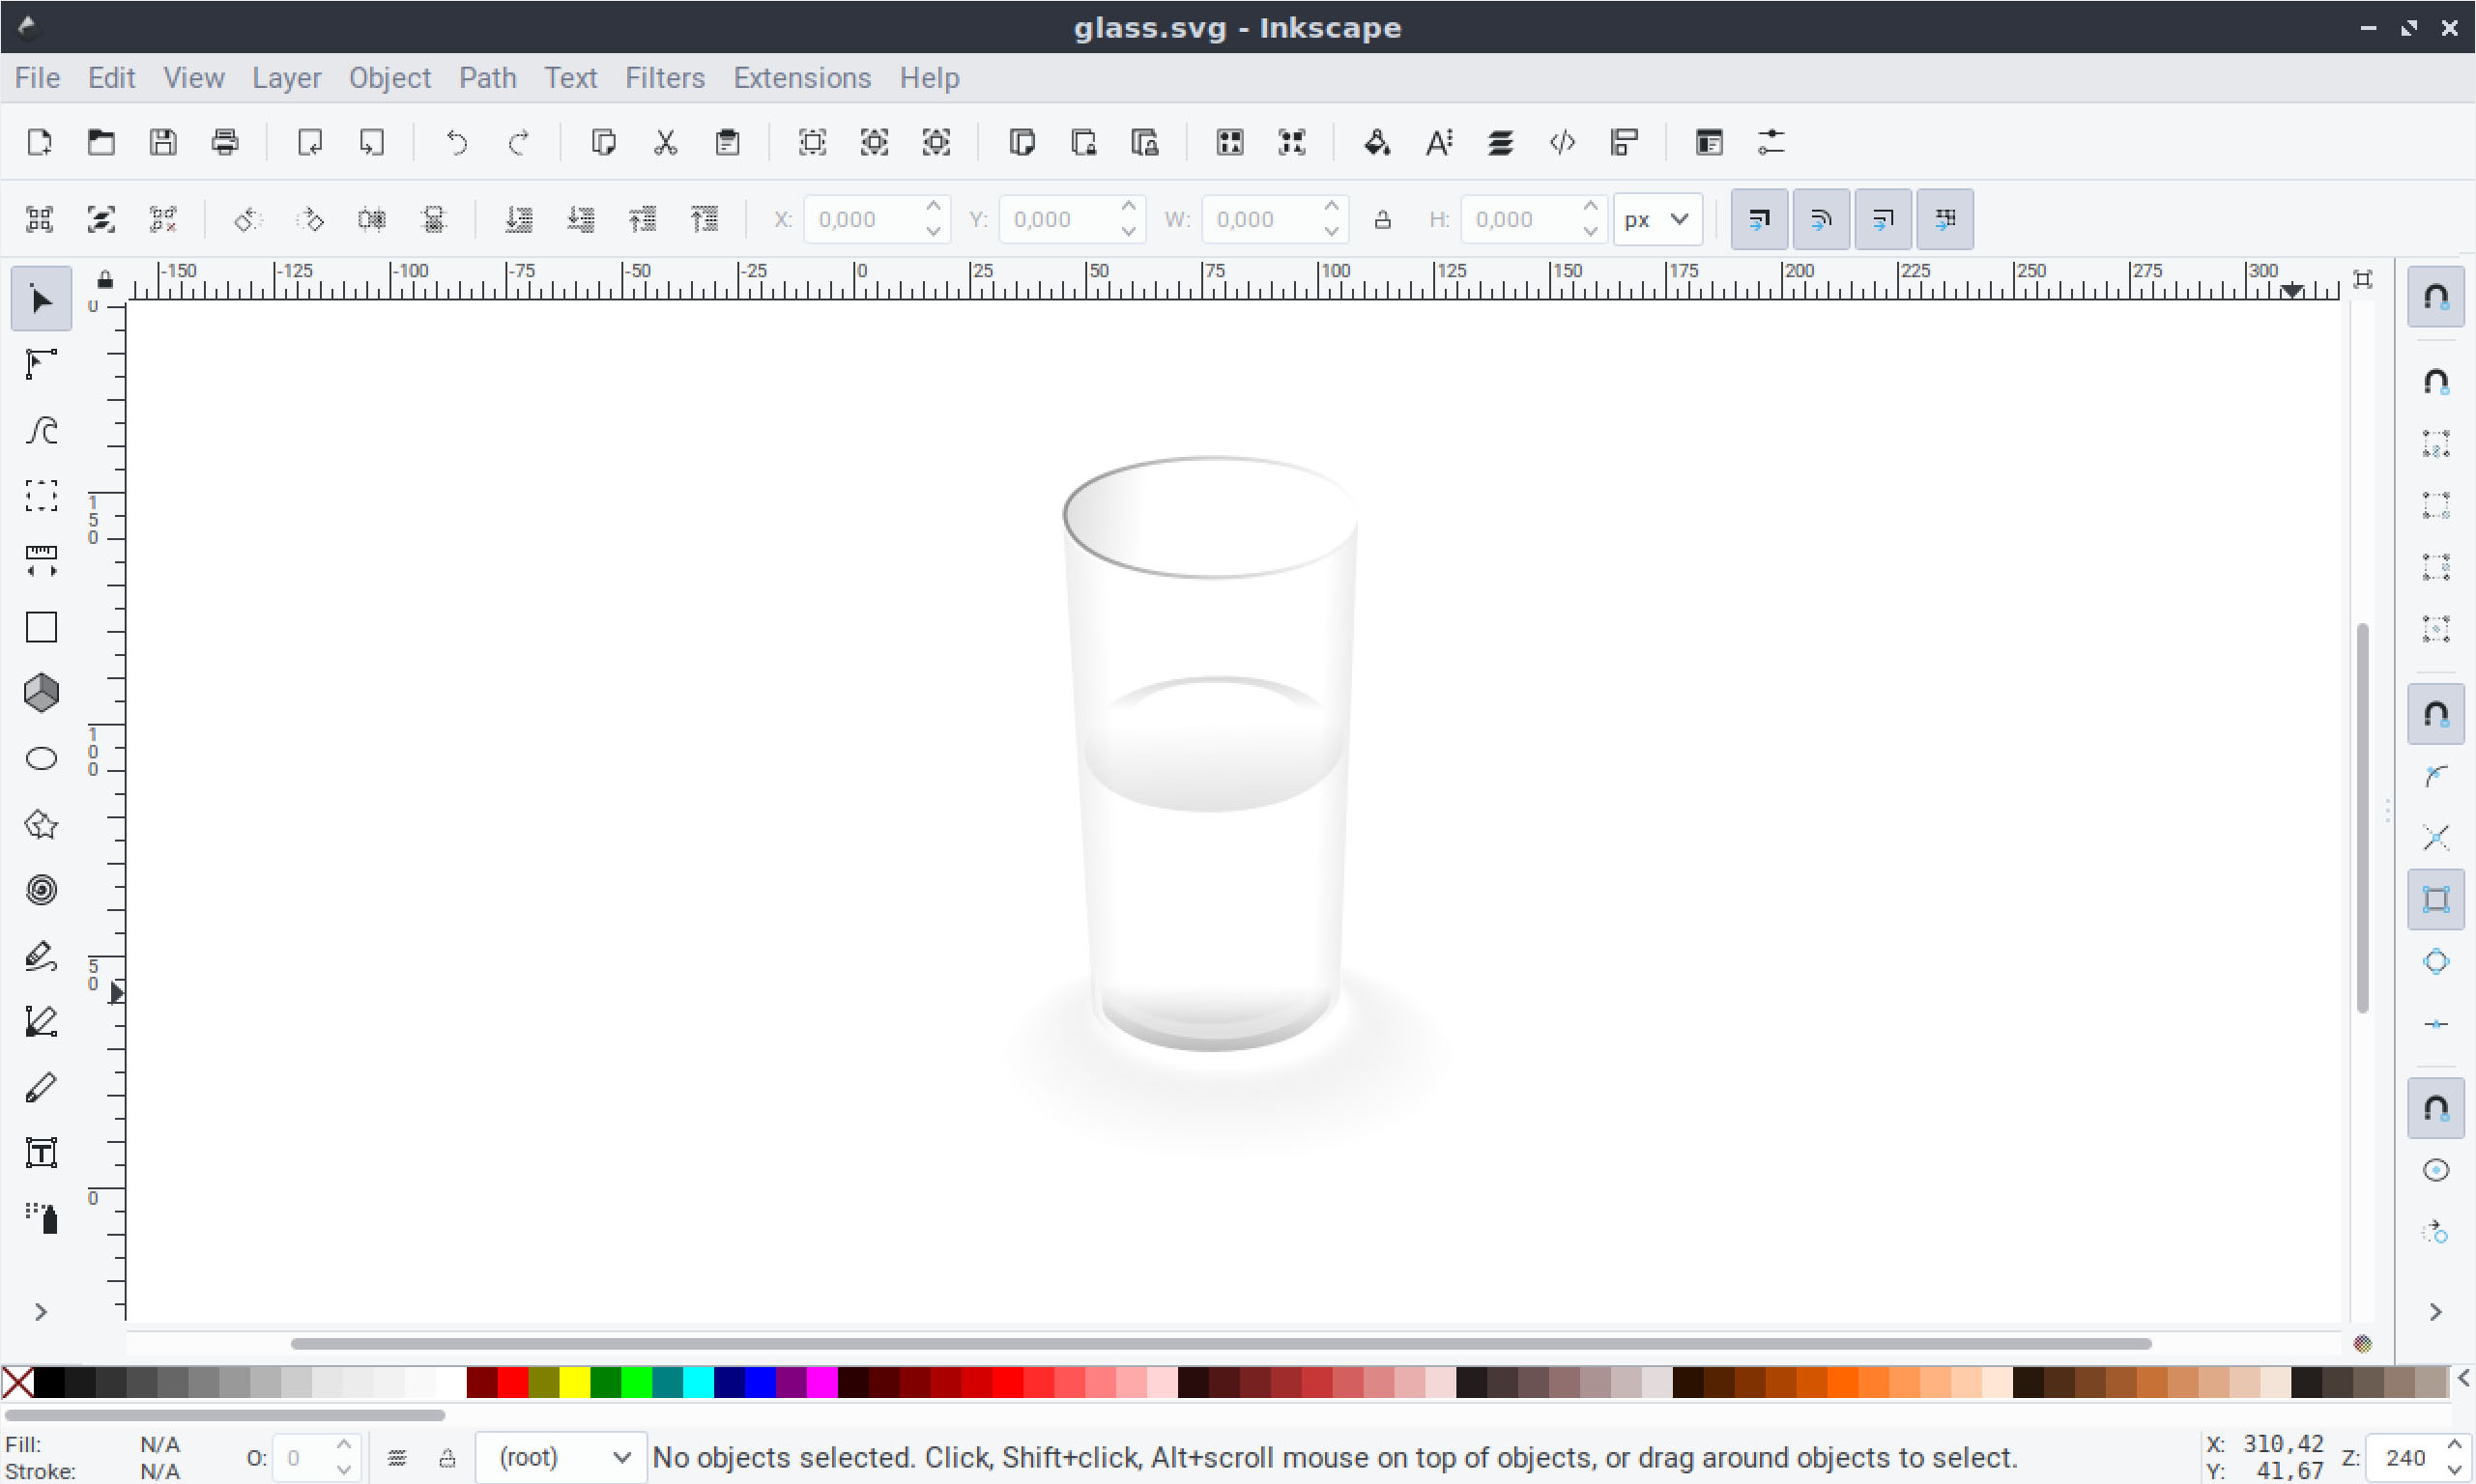 glass.svg - Inkscape
File Edit View Layer Object Path Text Filters Extensions Help
X: 0,000 Y: 0,000 W: 0,000 H: 0,000 px
-150 -125 -100 -75 -50 -25 0 25 50 75 100 125 150 175 200 225 250 275 300
0
150
100
50
0
Fill: N/A
Stroke: N/A
O: 0
(root)
No objects selected. Click, Shift+click, Alt+scroll mouse on top of objects, or drag around objects to select.
X: 310,42
Y: 41,67
Z: 240